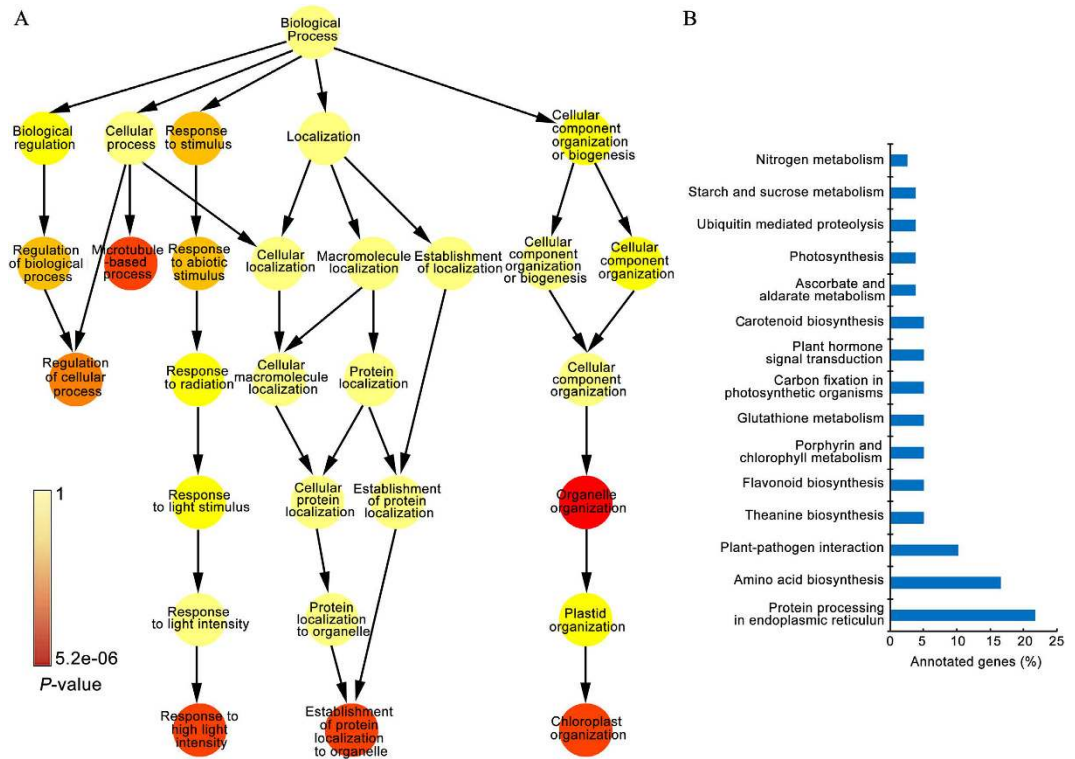 A
B
Biological
Process
Biological
regulation
Cellular
process
Response
to stimulus
Localization
Cellular
component
organization
or biogenesis
Regulation
of biological
process
Microtubule
-based
process
Response
to abiotic
stimulus
Cellular
localization
Macromolecule
localization
Establishment
of localization
Cellular
component
organization
or biogenesis
Cellular
component
organization
Regulation
of cellular
process
Response
to radiation
Cellular
macromolecule
localization
Protein
localization
Cellular
component
organization
Response
to light stimulus
Cellular
protein
localization
Establishment
of protein
localization
Organelle
organization
Response
to light intensity
Protein
localization
to organelle
Plastid
organization
Response to
high light
intensity
Establishment
of protein
localization
to organelle
Chloroplast
organization
1
5.2e-06
P-value
Nitrogen metabolism
Starch and sucrose metabolism
Ubiquitin mediated proteolysis
Photosynthesis
Ascorbate and
aldarate metabolism
Carotenoid biosynthesis
Plant hormone
signal transduction
Carbon fixation in
photosynthetic organisms
Glutathione metabolism
Porphyrin and
chlorophyll metabolism
Flavonoid biosynthesis
Theanine biosynthesis
Plant-pathogen interaction
Amino acid biosynthesis
Protein processing
in endoplasmic reticulun
0 5 10 15 20 25
Annotated genes (%)